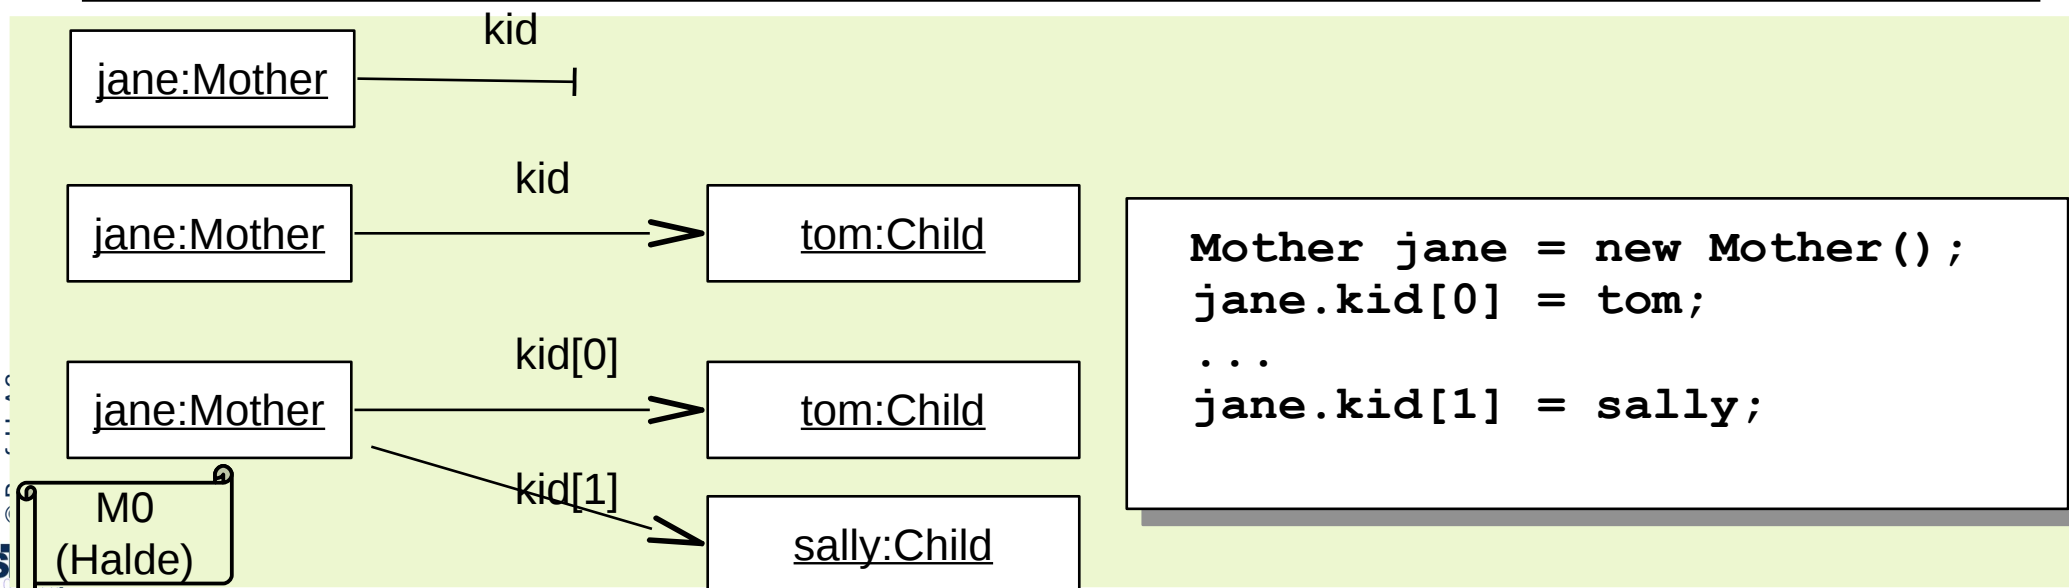 kid
jane:Mother
kid
jane:Mother
tom:Child
kid[0]
jane:Mother
tom:Child
kid[1]
sally:Child
M0
(Halde)
Mother jane = new Mother();
jane.kid[0] = tom;
...
jane.kid[1] = sally;